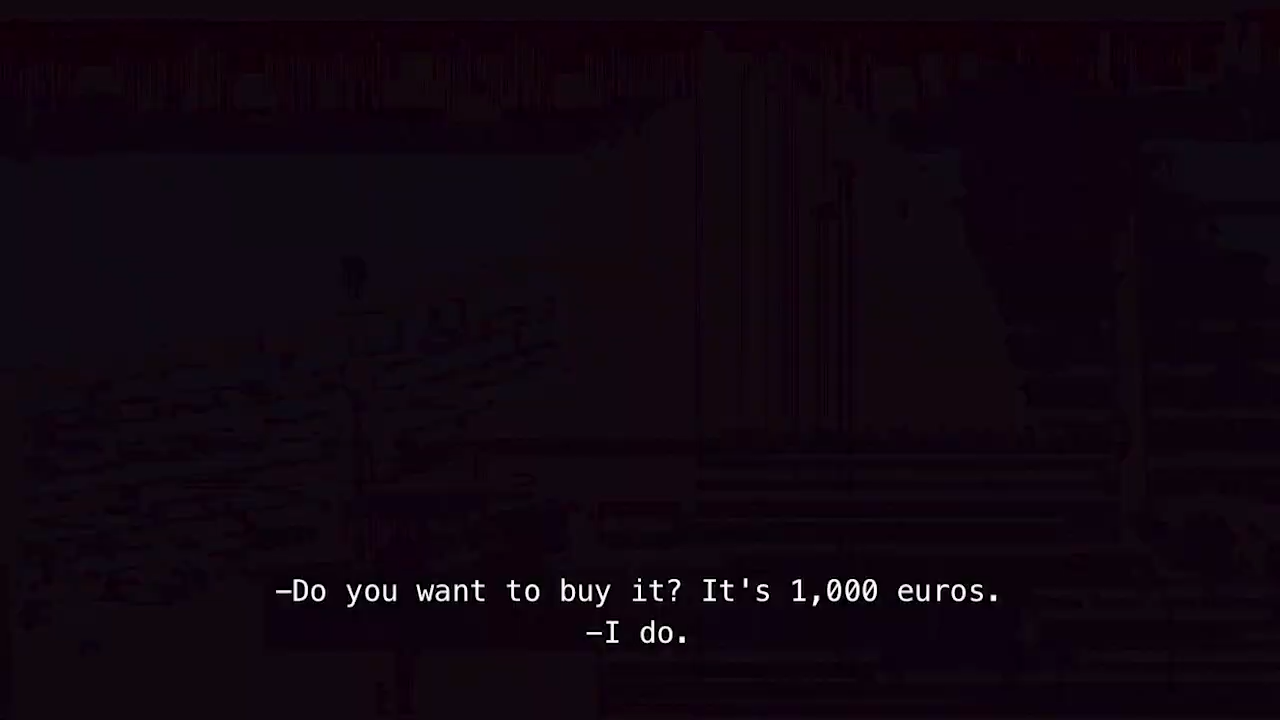 –Do you want to buy it? It's 1,000 euros.
–I do.